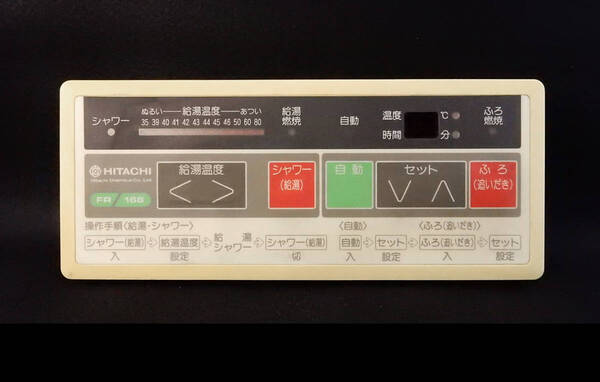 ぬるい 給湯温度 あつい
シャワー
35 39 40 41 42 43 44 45 46 50 60 80
給湯
燃焼
自動
温度 ℃
時間 分
ふろ
燃焼
HITACHI
FR/168
給湯温度
< >
シャワー
(給湯)
自動
セット
∨ ∧
ふろ
(追いだき)
操作手順〈給湯・シャワー〉
シャワー(給湯) 給湯温度 給湯 シャワー シャワー(給湯)
入 設定 切
〈自動〉
自動 セット
入 設定
〈ふろ(追いだき)〉
ふろ(追いだき) セット
入 設定